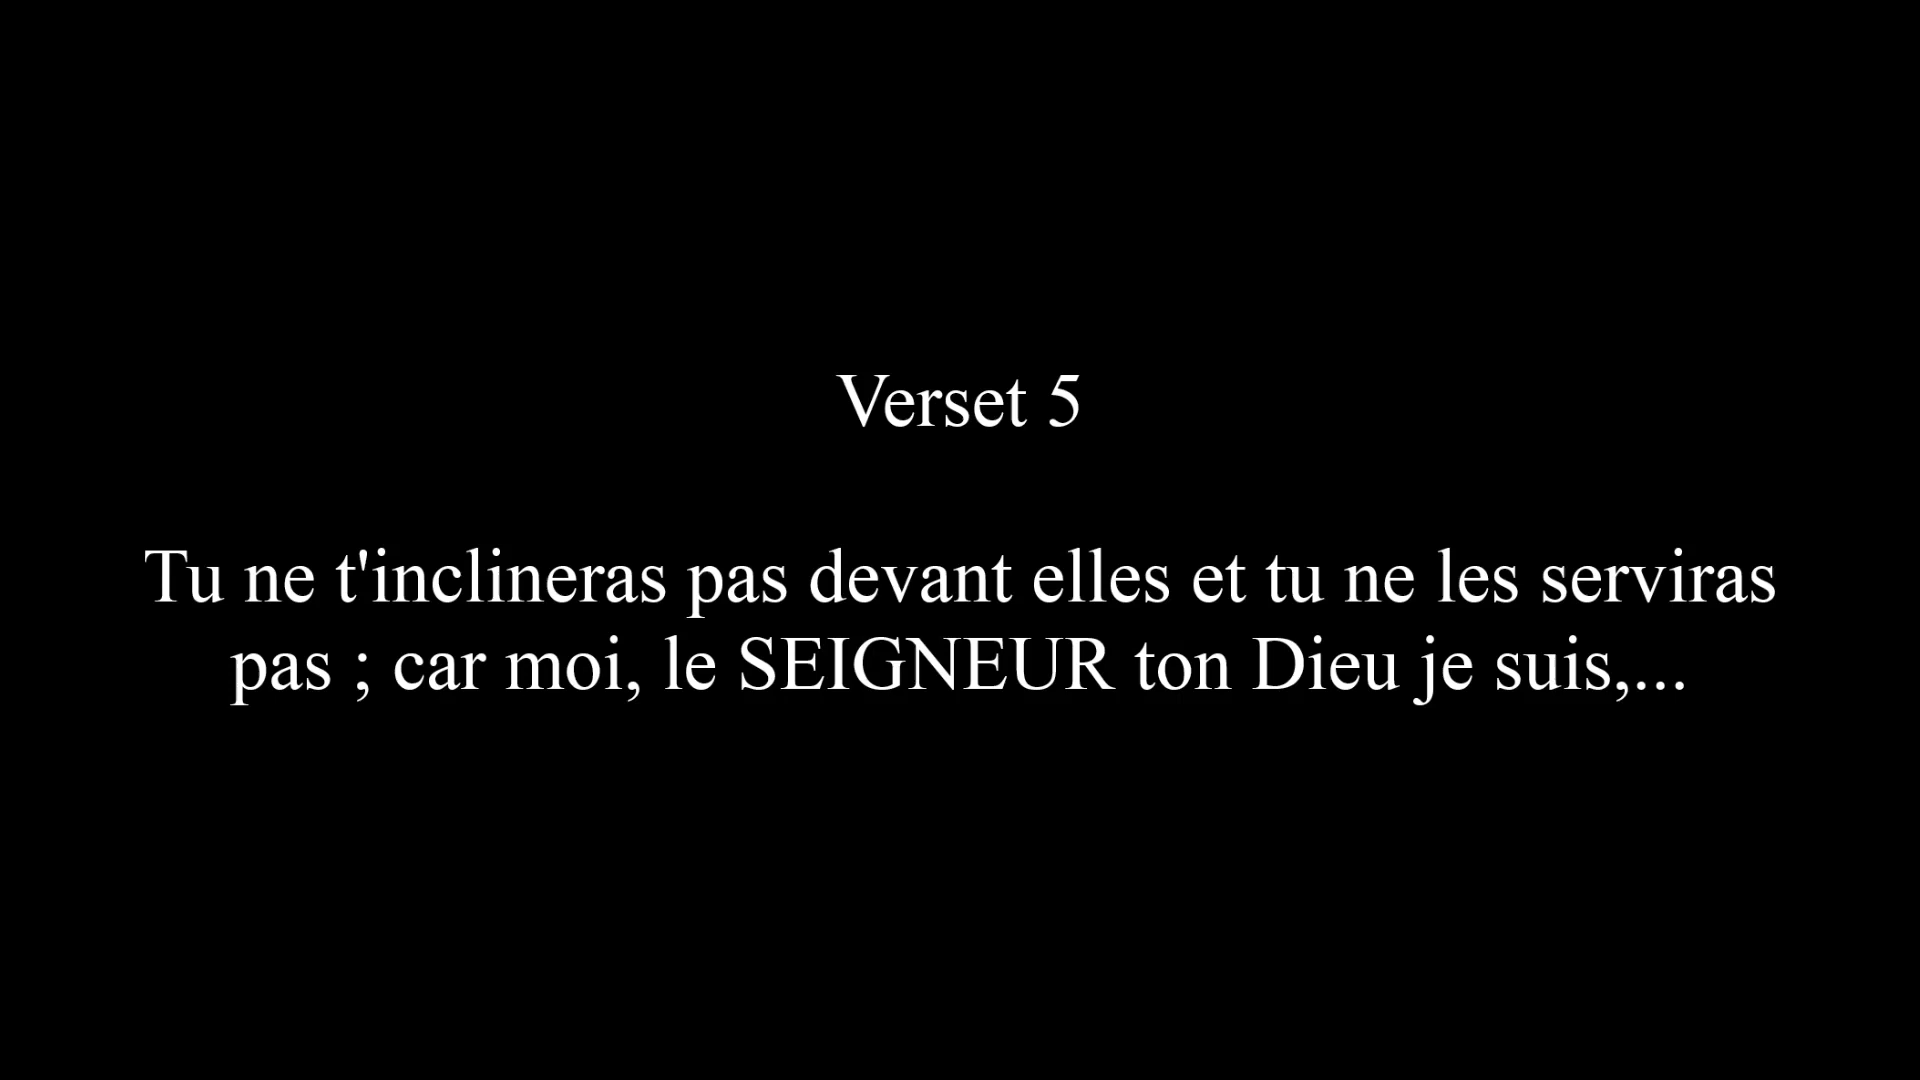 Verset 5
Tu ne t'inclineras pas devant elles et tu ne les serviras
pas ; car moi, le SEIGNEUR ton Dieu je suis,...